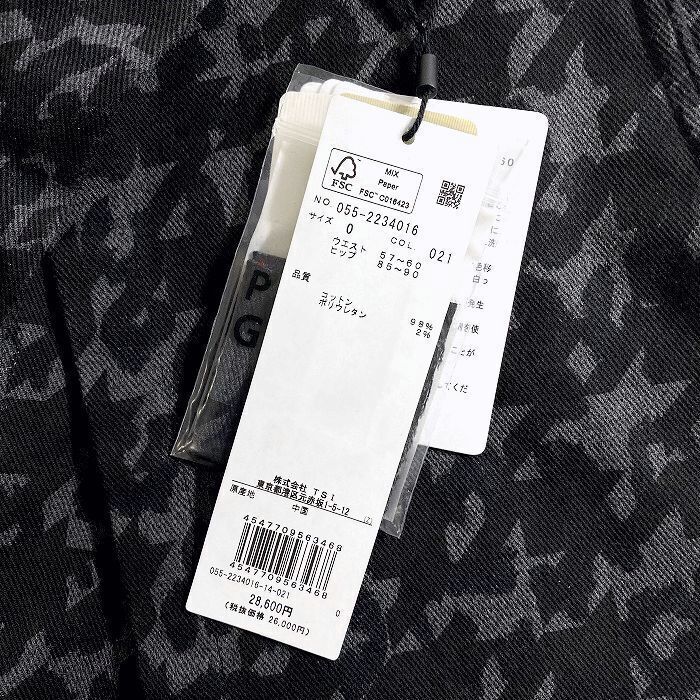 FSC
MIX
Paper
FSC™ C016423
NO. 055-2234016
サイズ 0 COL. 021
ウエスト 57~60
ヒップ 85~90
品質
コットン 98%
ポリウレタン 2%
株式会社 TSI
東京都港区元赤坂1-5-12
原産地 中国 (Z)
4547709563468
4547709563468
055-2234016-14-021
28,600円 0
(税抜価格 26,000円)
P
G